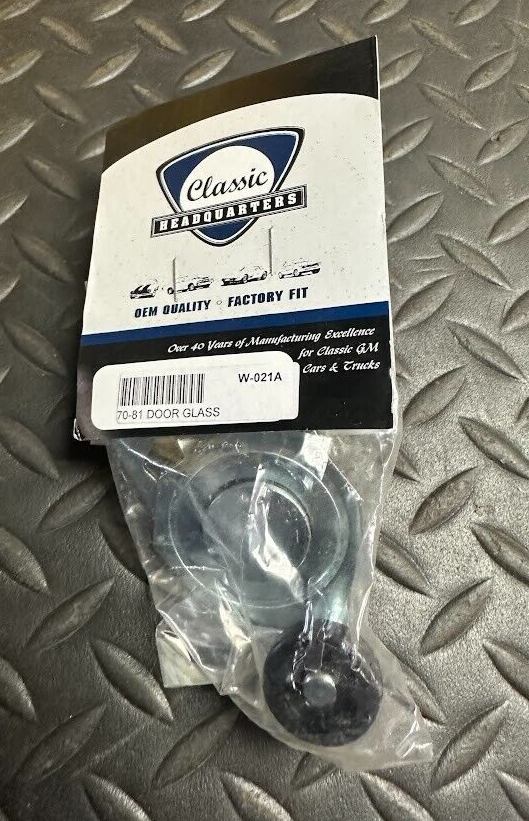 Classic
HEADQUARTERS
OEM QUALITY ◦ FACTORY FIT
Over 40 Years of Manufacturing Excellence
for Classic GM
Cars & Trucks
W-021A
70-81 DOOR GLASS